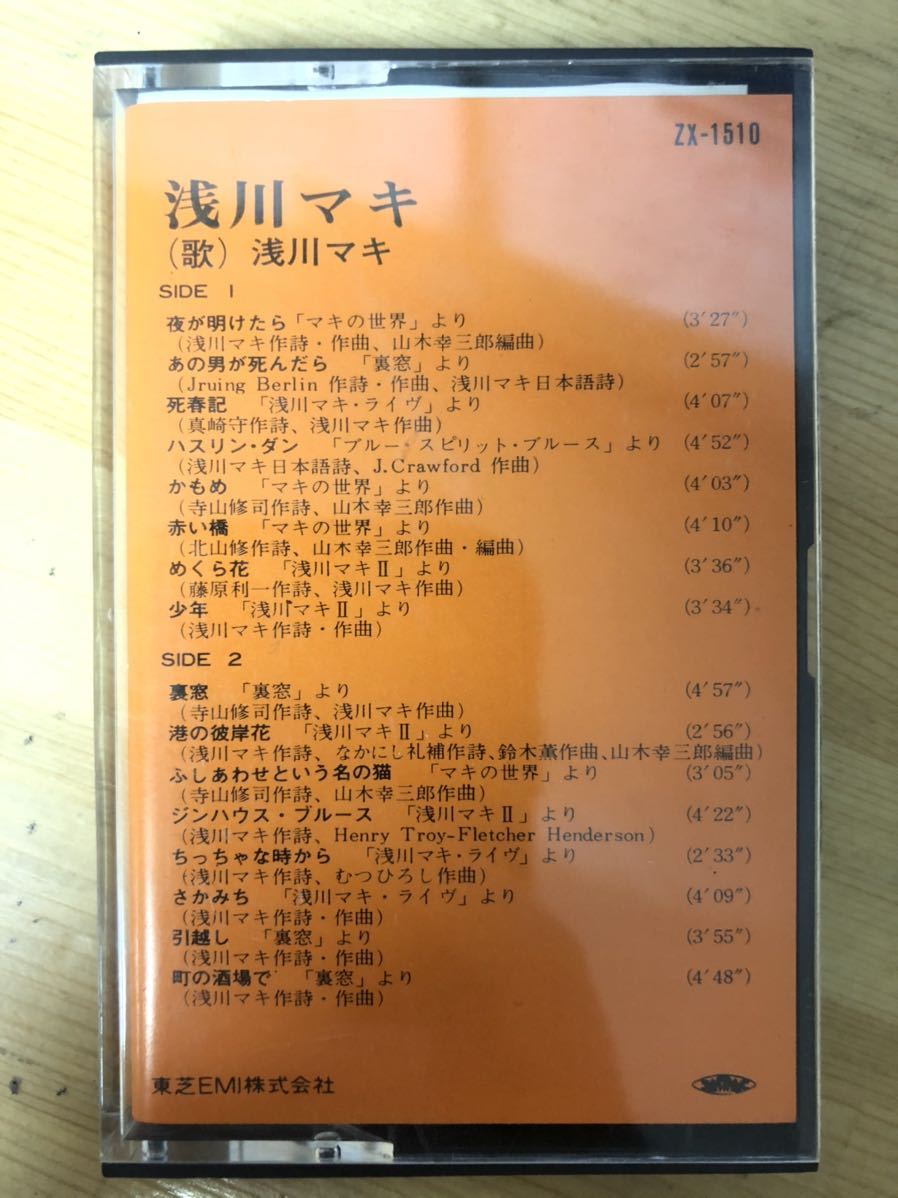 ZX-1510
浅川マキ
(歌) 浅川マキ
SIDE 1
夜が明けたら「マキの世界」より (3′27″)
(浅川マキ作詩・作曲、山木幸三郎編曲)
あの男が死んだら 「裏窓」より (2′57″)
(Jruing Berlin 作詩・作曲、浅川マキ日本語詩)
死春記 「浅川マキ・ライヴ」より (4′07″)
(真崎守作詩、浅川マキ作曲)
ハスリン・ダン 「ブルー・スピリット・ブルース」より (4′52″)
(浅川マキ日本語詩、J.Crawford 作曲)
かもめ 「マキの世界」より (4′03″)
(寺山修司作詩、山木幸三郎作曲)
赤い橋 「マキの世界」より (4′10″)
(北山修作詩、山木幸三郎作曲・編曲)
めくら花 「浅川マキⅡ」より (3′36″)
(藤原利一作詩、浅川マキ作曲)
少年 「浅川マキⅡ」より (3′34″)
(浅川マキ作詩・作曲)
SIDE 2
裏窓 「裏窓」より (4′57″)
(寺山修司作詩、浅川マキ作曲)
港の彼岸花 「浅川マキⅡ」より (2′56″)
(浅川マキ作詩、なかにし礼補作詩、鈴木薫作曲、山木幸三郎編曲)
ふしあわせという名の猫 「マキの世界」より (3′05″)
(寺山修司作詩、山木幸三郎作曲)
ジンハウス・ブルース 「浅川マキⅡ」より (4′22″)
(浅川マキ作詩、Henry Troy-Fletcher Henderson)
ちっちゃな時から 「浅川マキ・ライヴ」より (2′33″)
(浅川マキ作詩、むつひろし作曲)
さかみち 「浅川マキ・ライヴ」より (4′09″)
(浅川マキ作詩・作曲)
引越し 「裏窓」より (3′55″)
(浅川マキ作詩・作曲)
町の酒場で 「裏窓」より (4′48″)
(浅川マキ作詩・作曲)
東芝EMI株式会社